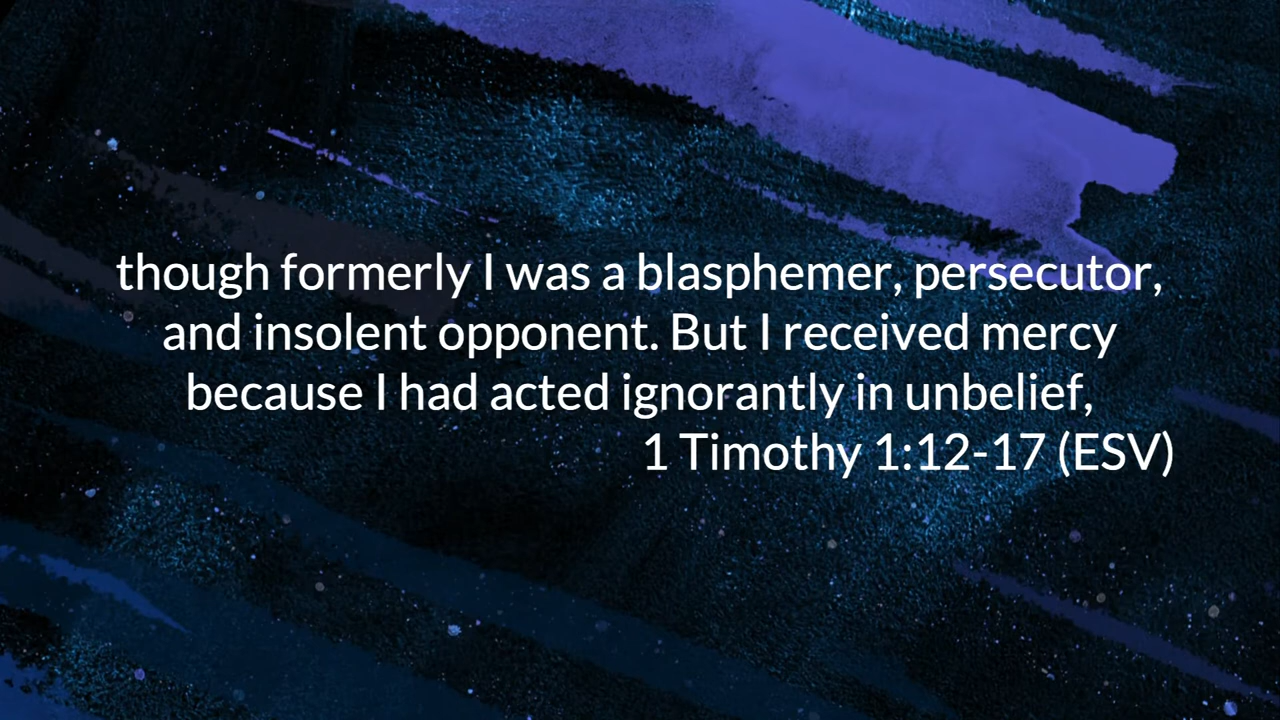 though formerly I was a blasphemer, persecutor,
and insolent opponent. But I received mercy
because I had acted ignorantly in unbelief,
1 Timothy 1:12-17 (ESV)